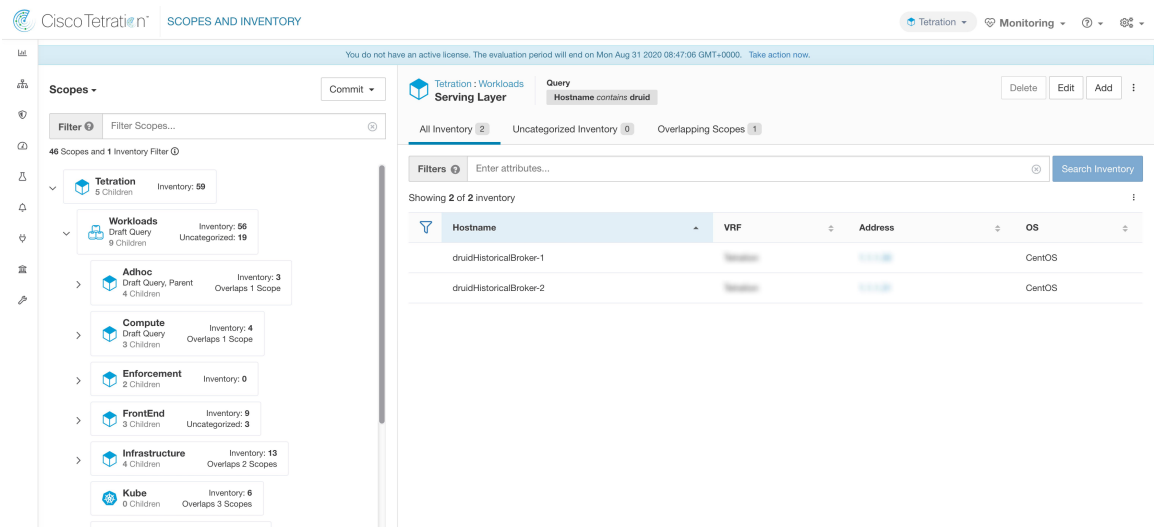 Cisco Tetration™ SCOPES AND INVENTORY
Tetration Monitoring
You do not have an active license. The evaluation period will end on Mon Aug 31 2020 08:47:06 GMT+0000. Take action now.
Scopes
Commit
Filter Filter Scopes...
46 Scopes and 1 Inventory Filter
Tetration
5 Children
Inventory: 59
Workloads
Draft Query
9 Children
Inventory: 56
Uncategorized: 19
Adhoc
Draft Query, Parent
4 Children
Inventory: 3
Overlaps 1 Scope
Compute
Draft Query
3 Children
Inventory: 4
Overlaps 1 Scope
Enforcement
2 Children
Inventory: 0
FrontEnd
3 Children
Inventory: 9
Uncategorized: 3
Infrastructure
4 Children
Inventory: 13
Overlaps 2 Scopes
Kube
0 Children
Inventory: 6
Overlaps 3 Scopes
Tetration : Workloads
Serving Layer
Query
Hostname contains druid
Delete Edit Add
All Inventory 2 Uncategorized Inventory 0 Overlapping Scopes 1
Filters Enter attributes... Search Inventory
Showing 2 of 2 inventory
Hostname VRF Address OS
druidHistoricalBroker-1 CentOS
druidHistoricalBroker-2 CentOS